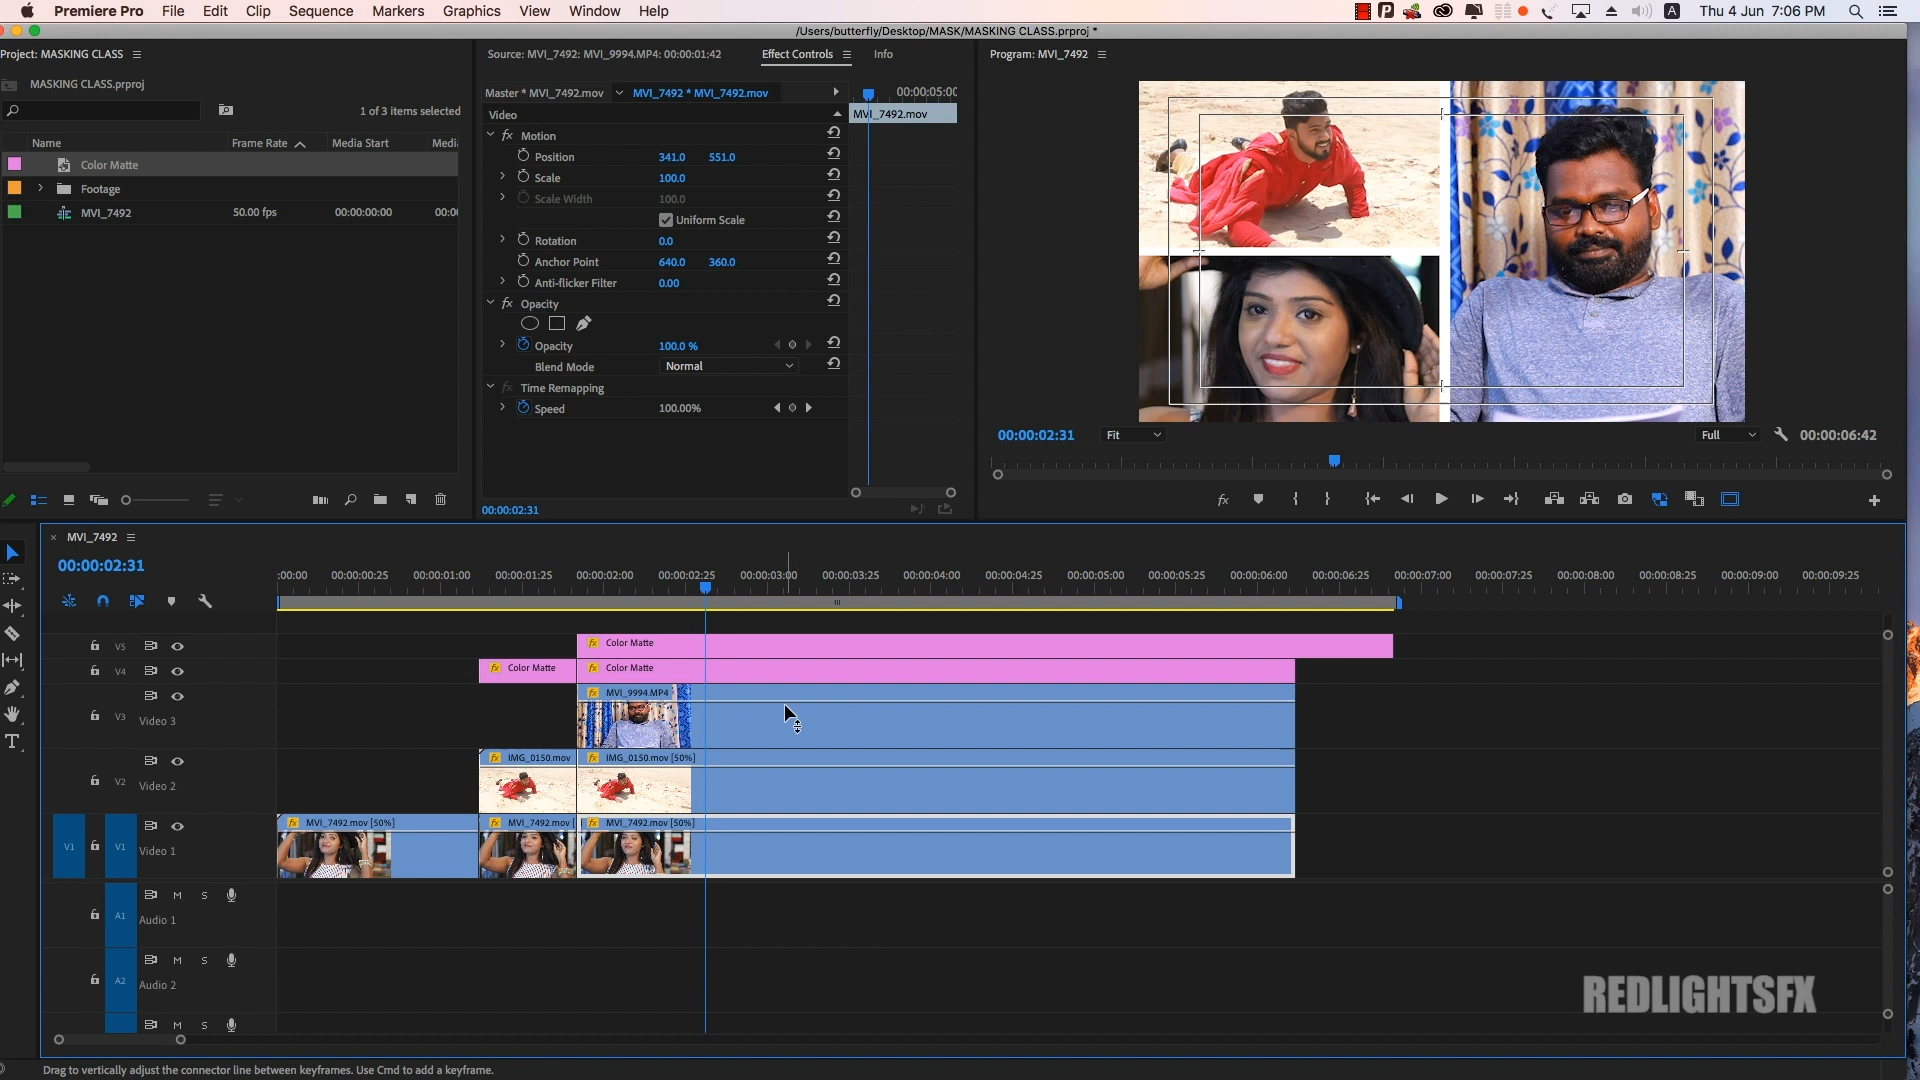 Premiere Pro File Edit Clip Sequence Markers Graphics View Window Help Thu 4 Jun 7:06 PM
/Users/butterfly/Desktop/MASK/MASKING CLASS.prproj *
Project: MASKING CLASS
MASKING CLASS.prproj
1 of 3 items selected
Name Frame Rate Media Start Media
Color Matte
Footage
MVI_7492 50.00 fps 00:00:00:00 00:00
Source: MVI_7492: MVI_9994.MP4: 00:00:01:42 Effect Controls Info
Master * MVI_7492.mov MVI_7492 * MVI_7492.mov 00:00:05:00
Video MVI_7492.mov
fx Motion
Position 341.0 551.0
Scale 100.0
Scale Width 100.0
Uniform Scale
Rotation 0.0
Anchor Point 640.0 360.0
Anti-flicker Filter 0.00
fx Opacity
Opacity 100.0 %
Blend Mode Normal
fx Time Remapping
Speed 100.00%
00:00:02:31
Program: MVI_7492
00:00:02:31 Fit Full 00:00:06:42
MVI_7492
00:00:02:31
:00:00 00:00:00:25 00:00:01:00 00:00:01:25 00:00:02:00 00:00:02:25 00:00:03:00 00:00:03:25 00:00:04:00 00:00:04:25 00:00:05:00 00:00:05:25 00:00:06:00 00:00:06:25 00:00:07:00 00:00:07:25 00:00:08:00 00:00:08:25 00:00:09:00 00:00:09:25
V5 fx Color Matte
V4 fx Color Matte fx Color Matte
fx MVI_9994.MP4
V3 Video 3
fx IMG_0150.mov fx IMG_0150.mov [50%]
V2 Video 2
fx MVI_7492.mov [50%] fx MVI_7492.mov [ fx MVI_7492.mov [50%]
V1 V1 Video 1
M S
A1 Audio 1
M S
A2 Audio 2
M S
REDLIGHTSFX
Drag to vertically adjust the connector line between keyframes. Use Cmd to add a keyframe.